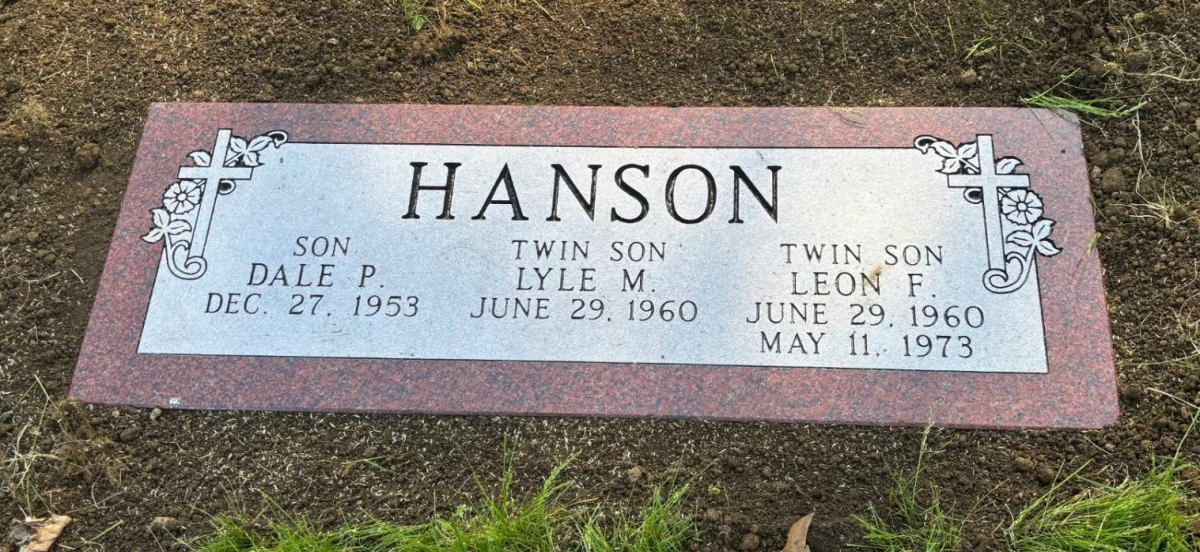 HANSON
SON
DALE P.
DEC. 27, 1953
TWIN SON
LYLE M.
JUNE 29, 1960
TWIN SON
LEON F.
JUNE 29, 1960
MAY 11, 1973